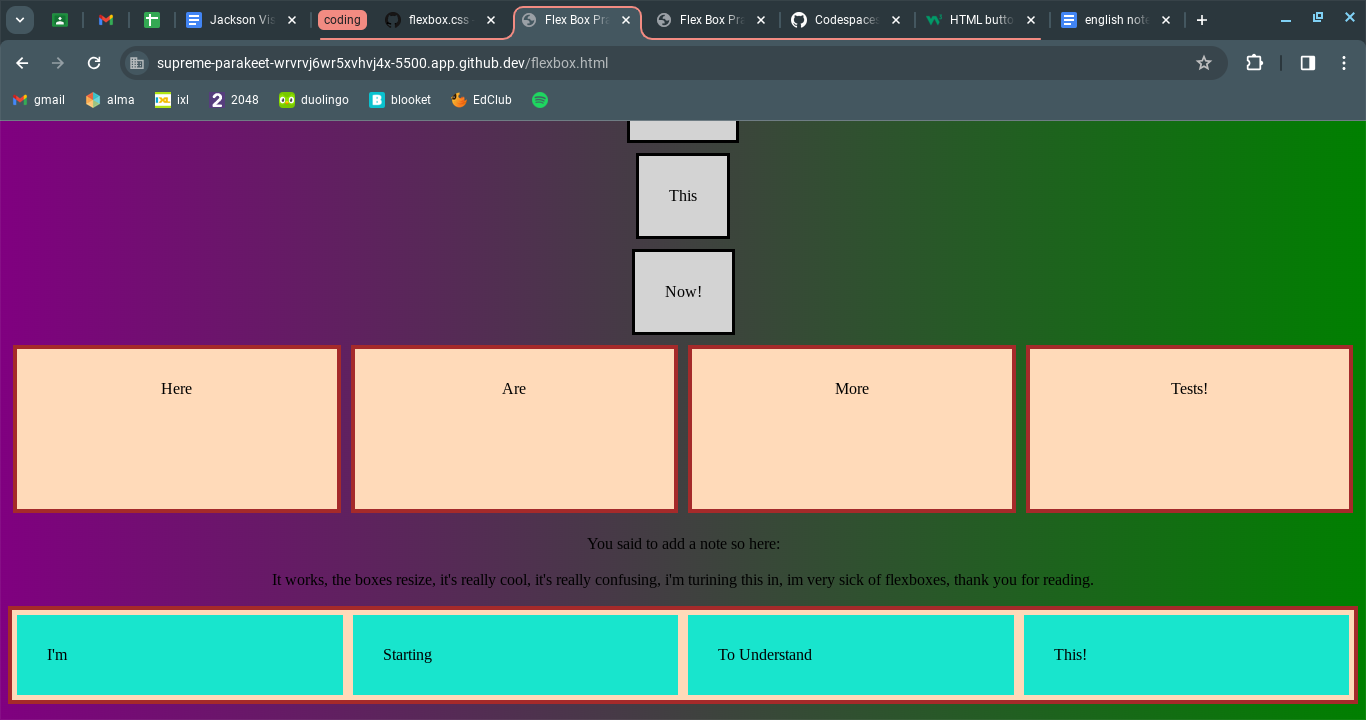 Jackson Vis
coding
flexbox.css
Flex Box Pra
Flex Box Pra
Codespaces
HTML butto
english note
supreme-parakeet-wrvrvj6wr5xvhvj4x-5500.app.github.dev/flexbox.html
gmail
alma
ixl
2048
duolingo
blooket
EdClub
This
Now!
Here
Are
More
Tests!
You said to add a note so here:
It works, the boxes resize, it's really cool, it's really confusing, i'm turining this in, im very sick of flexboxes, thank you for reading.
I'm
Starting
To Understand
This!